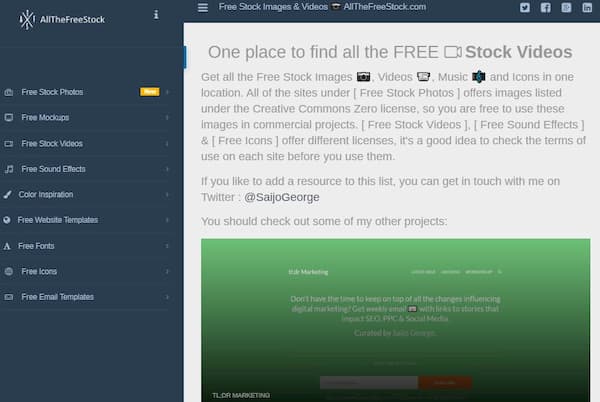 AllTheFreeStock
Free Stock Photos
New
Free Mockups
Free Stock Videos
Free Sound Effects
Color Inspiration
Free Website Templates
Free Fonts
Free Icons
Free Email Templates
Free Stock Images & Videos AllTheFreeStock.com
One place to find all the FREE Stock Videos
Get all the Free Stock Images , Videos , Music and Icons in one
location. All of the sites under [ Free Stock Photos ] offers images listed
under the Creative Commons Zero license, so you are free to use these
images in commercial projects. [ Free Stock Videos ], [ Free Sound Effects ]
& [ Free Icons ] offer different licenses, it's a good idea to check the terms of
use on each site before you use them.
If you like to add a resource to this list, you can get in touch with me on
Twitter : @SaijoGeorge
You should check out some of my other projects:
tl;dr Marketing
Don't have the time to keep on top of all the changes influencing
digital marketing? Get weekly email with links to stories that
impact SEO, PPC & Social Media.
Curated by Saijo George.
TL;DR MARKETING